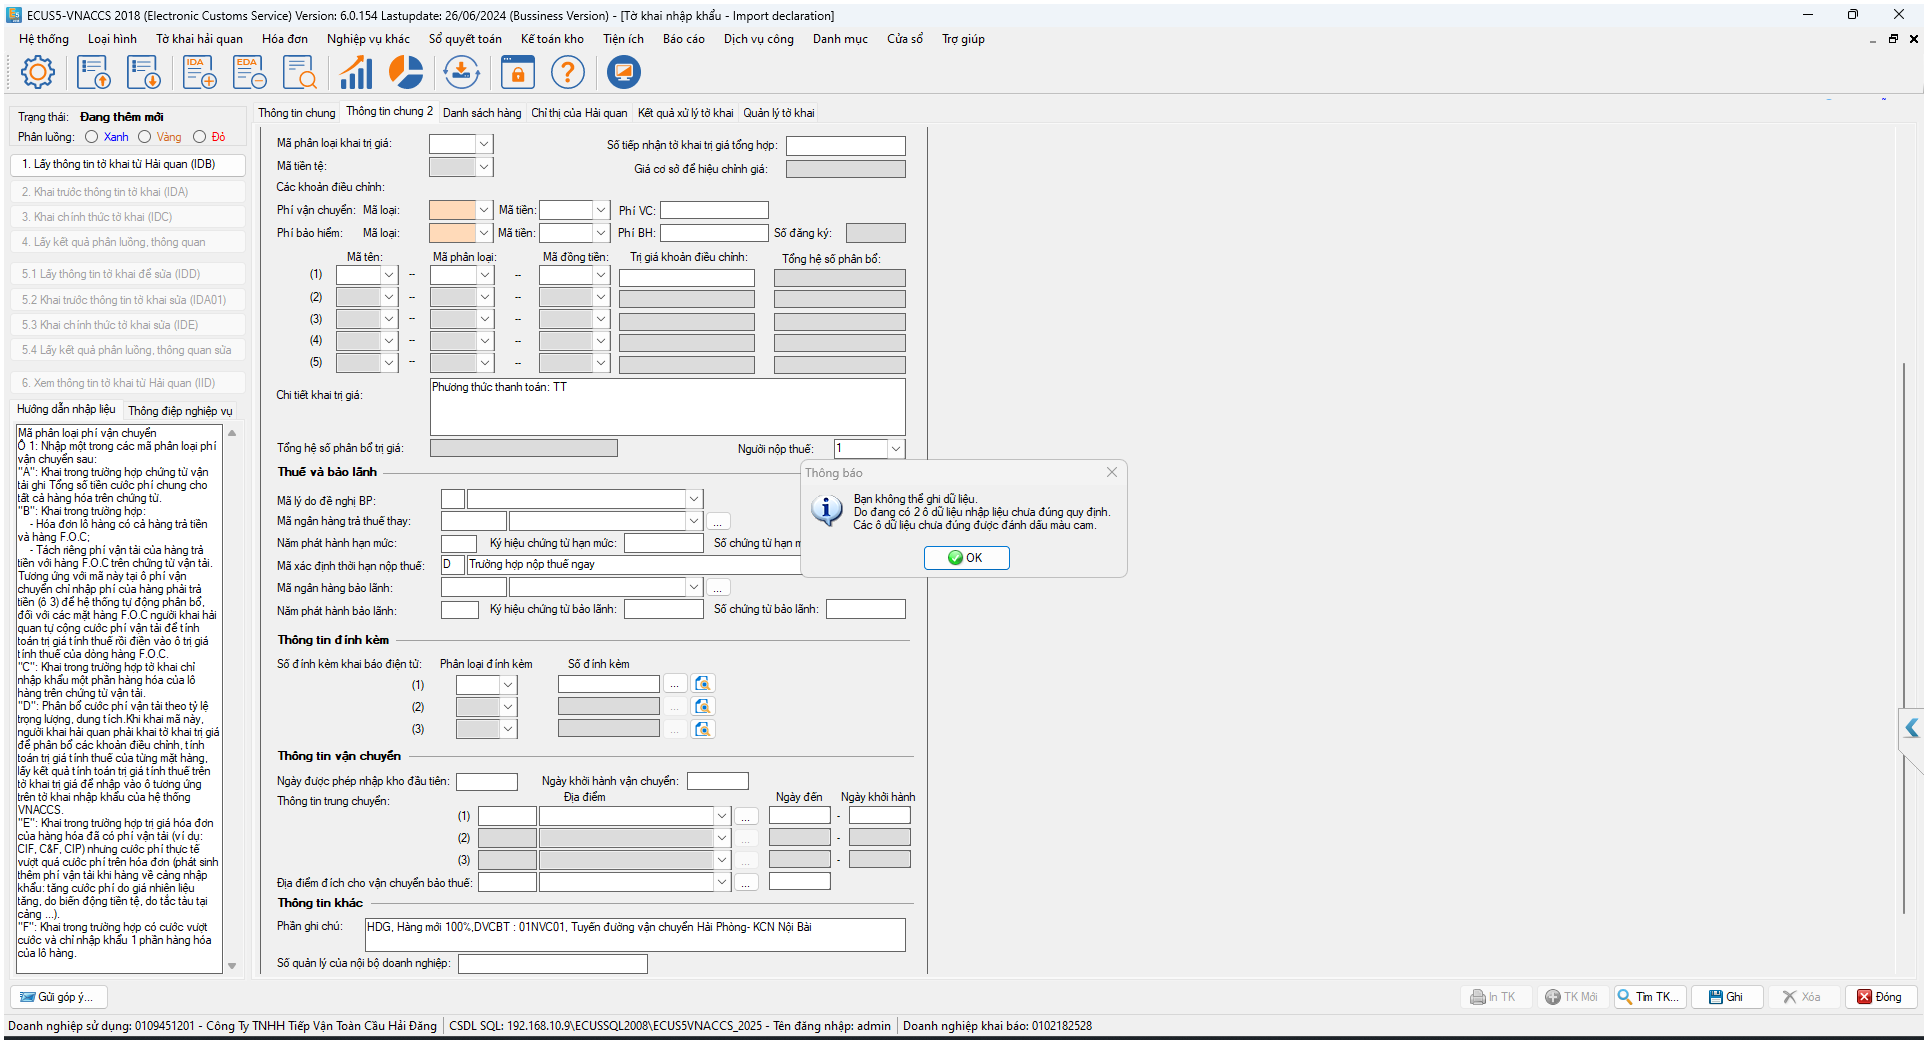 ECUS5-VNACCS 2018 (Electronic Customs Service) Version: 6.0.154 Lastupdate: 26/06/2024 (Bussiness Version) - [Tờ khai nhập khẩu - Import declaration]
Hệ thống Loại hình Tờ khai hải quan Hóa đơn Nghiệp vụ khác Sổ quyết toán Kế toán kho Tiện ích Báo cáo Dịch vụ công Danh mục Cửa sổ Trợ giúp
IDA EDA
Trạng thái: Đang thêm mới
Phân luồng: Xanh Vàng Đỏ
1. Lấy thông tin tờ khai từ Hải quan (IDB)
2. Khai trước thông tin tờ khai (IDA)
3. Khai chính thức tờ khai (IDC)
4. Lấy kết quả phân luồng, thông quan
5.1 Lấy thông tin tờ khai để sửa (IDD)
5.2 Khai trước thông tin tờ khai sửa (IDA01)
5.3 Khai chính thức tờ khai sửa (IDE)
5.4 Lấy kết quả phân luồng, thông quan sửa
6. Xem thông tin tờ khai từ Hải quan (IID)
Hướng dẫn nhập liệu Thông điệp nghiệp vụ
Mã phân loại phí vận chuyển
Ô 1: Nhập một trong các mã phân loại phí
vận chuyển sau:
"A": Khai trong trường hợp chứng từ vận
tải ghi Tổng số tiền cước phí chung cho
tất cả hàng hóa trên chứng từ.
"B": Khai trong trường hợp:
- Hóa đơn lô hàng có cả hàng trả tiền
và hàng F.O.C;
- Tách riêng phí vận tải của hàng trả
tiền với hàng F.O.C trên chứng từ vận tải.
Tương ứng với mã này tại ô phí vận
chuyển chỉ nhập phí của hàng phải trả
tiền (ô 3) để hệ thống tự động phân bổ,
đối với các mặt hàng F.O.C người khai hải
quan tự cộng cước phí vận tải để tính
toán trị giá tính thuế rồi điền vào ô trị giá
tính thuế của dòng hàng F.O.C.
"C": Khai trong trường hợp tờ khai chỉ
nhập khẩu một phần hàng hóa của lô
hàng trên chứng từ vận tải.
"D": Phân bổ cước phí vận tải theo tỷ lệ
trọng lượng, dung tích.Khi khai mã này,
người khai hải quan phải khai tờ khai trị giá
để phân bổ các khoản điều chỉnh, tính
toán trị giá tính thuế của từng mặt hàng,
lấy kết quả tính toán trị giá tính thuế trên
tờ khai trị giá để nhập vào ô tương ứng
trên tờ khai nhập khẩu của hệ thống
VNACCS.
"E": Khai trong trường hợp trị giá hóa đơn
của hàng hóa đã có phí vận tải (ví dụ:
CIF, C&F, CIP) nhưng cước phí thực tế
vượt quá cước phí trên hóa đơn (phát sinh
thêm phí vận tải khi hàng về cảng nhập
khẩu: tăng cước phí do giá nhiên liệu
tăng, do biến động tiền tệ, do tắc tàu tại
cảng ...).
"F": Khai trong trường hợp có cước vượt
cước và chỉ nhập khẩu 1 phần hàng hóa
của lô hàng.
Thông tin chung Thông tin chung 2 Danh sách hàng Chỉ thị của Hải quan Kết quả xử lý tờ khai Quản lý tờ khai
Mã phân loại khai trị giá: Số tiếp nhận tờ khai trị giá tổng hợp:
Mã tiền tệ: Giá cơ sở để hiệu chỉnh giá:
Các khoản điều chỉnh:
Phí vận chuyển: Mã loại: Mã tiền: Phí VC:
Phí bảo hiểm: Mã loại: Mã tiền: Phí BH: Số đăng ký:
Mã tên: Mã phân loại: Mã đồng tiền: Trị giá khoản điều chỉnh: Tổng hệ số phân bổ:
(1) -- --
(2) -- --
(3) -- --
(4) -- --
(5) -- --
Chi tiết khai trị giá: Phương thức thanh toán: TT
Tổng hệ số phân bổ trị giá: Người nộp thuế: 1
Thuế và bảo lãnh
Mã lý do đề nghị BP:
Mã ngân hàng trả thuế thay: ...
Năm phát hành hạn mức: Ký hiệu chứng từ hạn mức: Số chứng từ hạn m
Mã xác định thời hạn nộp thuế: D Trường hợp nộp thuế ngay
Mã ngân hàng bảo lãnh: ...
Năm phát hành bảo lãnh: Ký hiệu chứng từ bảo lãnh: Số chứng từ bảo lãnh:
Thông báo
Bạn không thể ghi dữ liệu.
Do đang có 2 ô dữ liệu nhập liệu chưa đúng quy định.
Các ô dữ liệu chưa đúng được đánh dấu màu cam.
OK
Thông tin đính kèm
Số đính kèm khai báo điện tử: Phân loại đính kèm Số đính kèm
(1) ...
(2) ...
(3) ...
Thông tin vận chuyển
Ngày được phép nhập kho đầu tiên: Ngày khởi hành vận chuyển:
Thông tin trung chuyển: Địa điểm Ngày đến Ngày khởi hành
(1) ... -
(2) ... -
(3) ... -
Địa điểm đích cho vận chuyển bảo thuế: ...
Thông tin khác
Phần ghi chú: HDG, Hàng mới 100%,DVCBT : 01NVC01, Tuyến đường vận chuyển Hải Phòng- KCN Nội Bài
Số quản lý của nội bộ doanh nghiệp:
Gửi góp ý... In TK TK Mới Tìm TK... Ghi Xóa Đóng
Doanh nghiệp sử dụng: 0109451201 - Công Ty TNHH Tiếp Vận Toàn Cầu Hải Đăng CSDL SQL: 192.168.10.9\ECUSSQL2008\ECUS5VNACCS_2025 - Tên đăng nhập: admin Doanh nghiệp khai báo: 0102182528